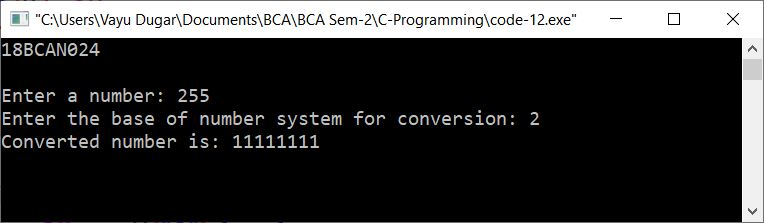 "C:\Users\Vayu Dugar\Documents\BCA\BCA Sem-2\C-Programming\code-12.exe"
18BCAN024
Enter a number: 255
Enter the base of number system for conversion: 2
Converted number is: 11111111